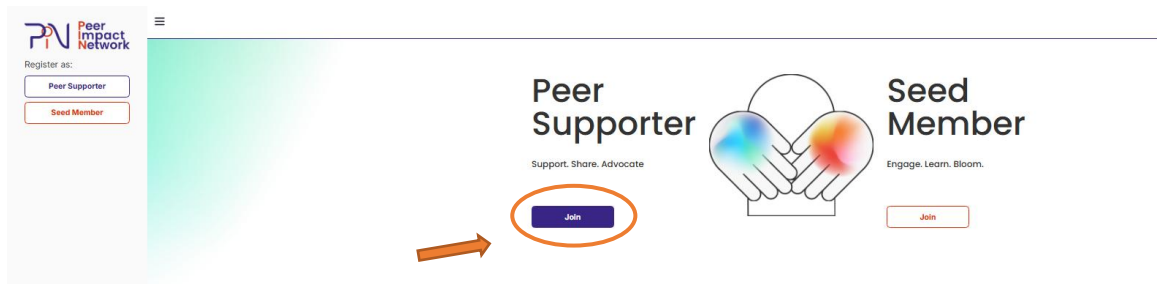 PiN Peer
Impact
Network
Register as:
Peer Supporter
Seed Member
Peer
Supporter
Support. Share. Advocate
Join
Seed
Member
Engage. Learn. Bloom.
Join